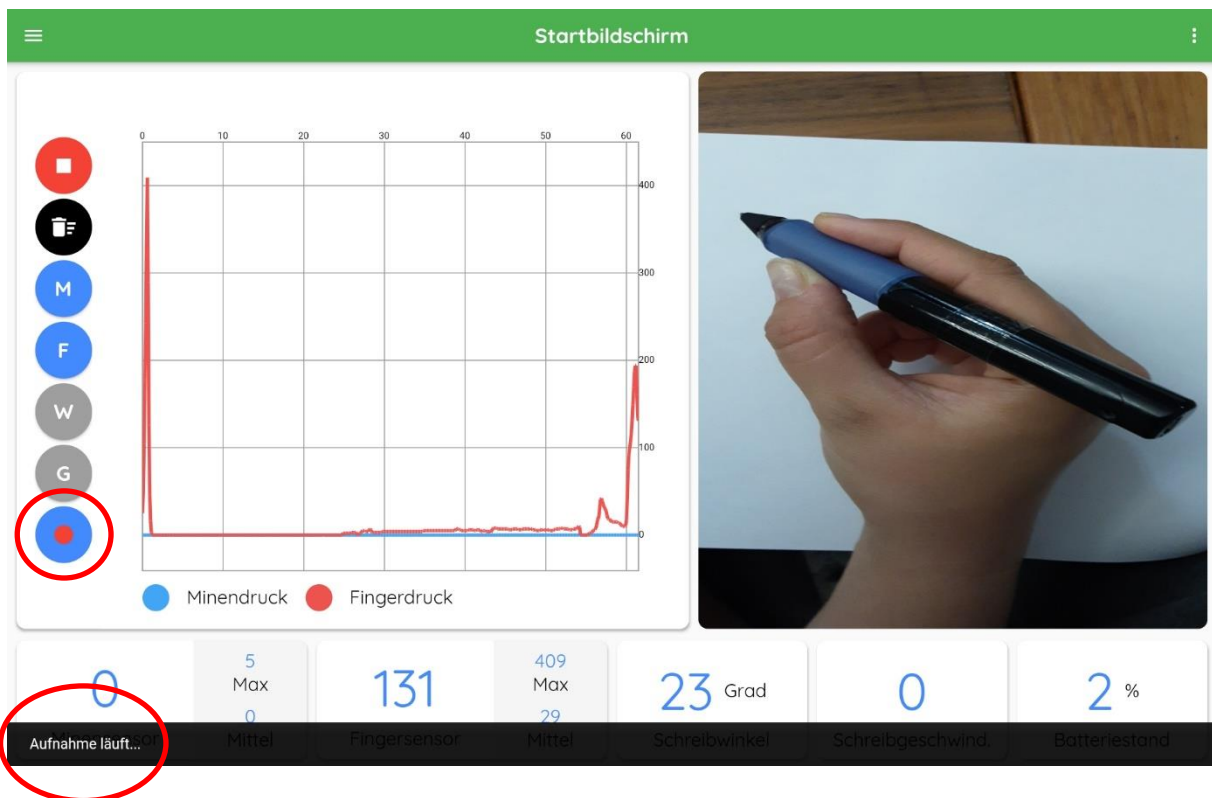 Startbildschirm
0 10 20 30 40 50 60
400
300
200
100
0
M
F
W
G
Minendruck Fingerdruck
0
5
Max
0
Mittel
131
Fingersensor
409
Max
29
Mittel
23 Grad
Schreibwinkel
0
Schreibgeschwind.
2 %
Batteriestand
Aufnahme läuft...